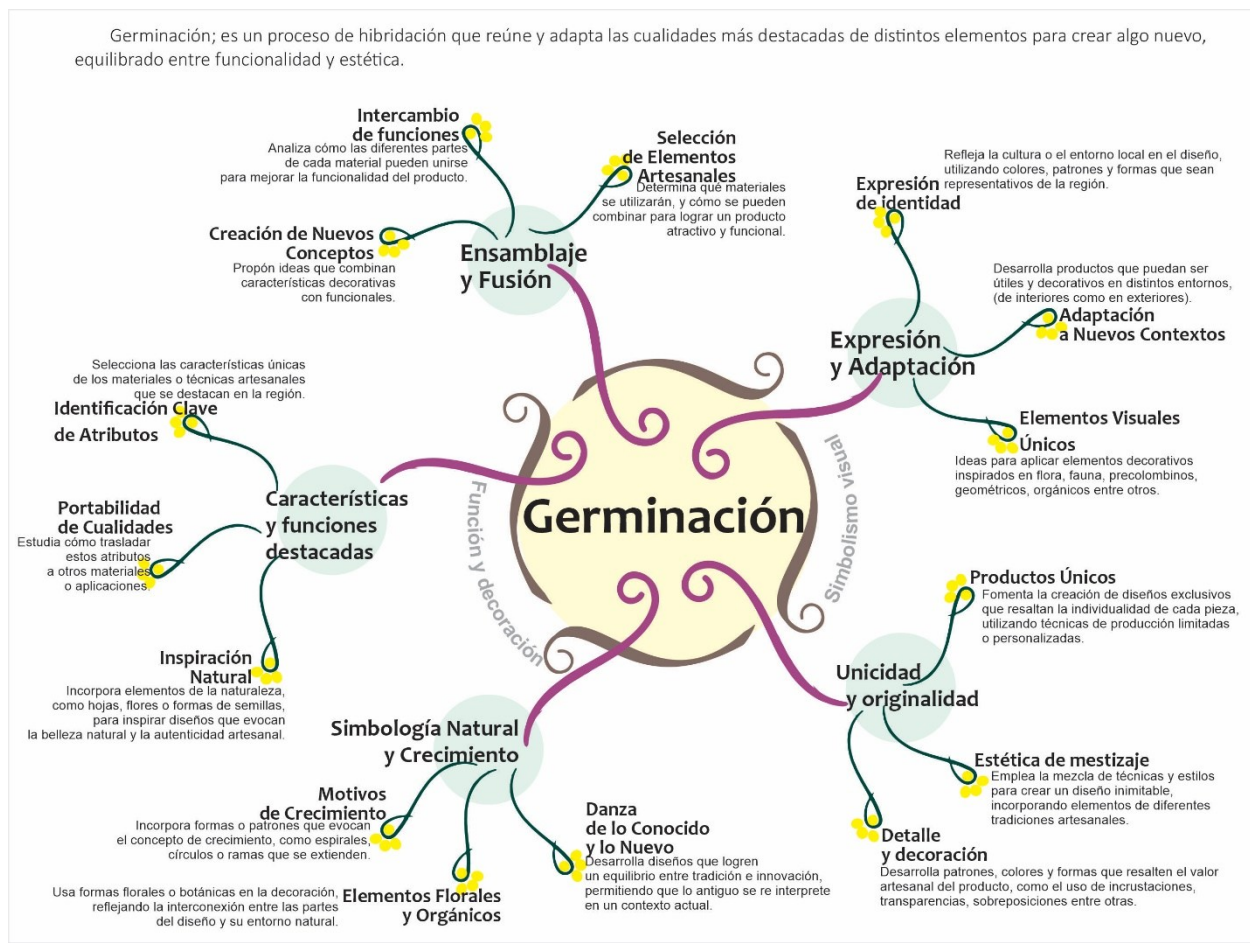 Germinación; es un proceso de hibridación que reúne y adapta las cualidades más destacadas de distintos elementos para crear algo nuevo,
equilibrado entre funcionalidad y estética.
Intercambio
de funciones
Analiza cómo las diferentes partes
de cada material pueden unirse
para mejorar la funcionalidad del producto.
Selección
de Elementos
Artesanales
Determina qué materiales
se utilizarán, y cómo se pueden
combinar para lograr un producto
atractivo y funcional.
Creación de Nuevos
Conceptos
Propón ideas que combinan
características decorativas
con funcionales.
Ensamblaje
y Fusión
Refleja la cultura o el entorno local en el diseño,
utilizando colores, patrones y formas que sean
representativos de la región.
Expresión
de identidad
Desarrolla productos que puedan ser
útiles y decorativos en distintos entornos,
(de interiores como en exteriores).
Adaptación
a Nuevos Contextos
Expresión
y Adaptación
Elementos Visuales
Únicos
Ideas para aplicar elementos decorativos
inspirados en flora, fauna, precolombinos,
geométricos, orgánicos entre otros.
Selecciona las características únicas
de los materiales o técnicas artesanales
que se destacan en la región.
Identificación Clave
de Atributos
Portabilidad
de Cualidades
Estudia cómo trasladar
estos atributos
a otros materiales
o aplicaciones.
Características
y funciones
destacadas
Inspiración
Natural
Incorpora elementos de la naturaleza,
como hojas, flores o formas de semillas,
para inspirar diseños que evocan
la belleza natural y la autenticidad artesanal.
Función y decoración
Germinación
Simbolismo visual
Productos Únicos
Fomenta la creación de diseños exclusivos
que resaltan la individualidad de cada pieza,
utilizando técnicas de producción limitadas
o personalizadas.
Unicidad
y originalidad
Estética de mestizaje
Emplea la mezcla de técnicas y estilos
para crear un diseño inimitable,
incorporando elementos de diferentes
tradiciones artesanales.
Detalle
y decoración
Desarrolla patrones, colores y formas que resalten el valor
artesanal del producto, como el uso de incrustaciones,
transparencias, sobreposiciones entre otras.
Simbología Natural
y Crecimiento
Motivos
de Crecimiento
Incorpora formas o patrones que evocan
el concepto de crecimiento, como espirales,
círculos o ramas que se extienden.
Usa formas florales o botánicas en la decoración,
reflejando la interconexión entre las partes
del diseño y su entorno natural.
Elementos Florales
y Orgánicos
Danza
de lo Conocido
y lo Nuevo
Desarrolla diseños que logren
un equilibrio entre tradición e innovación,
permitiendo que lo antiguo se re interprete
en un contexto actual.